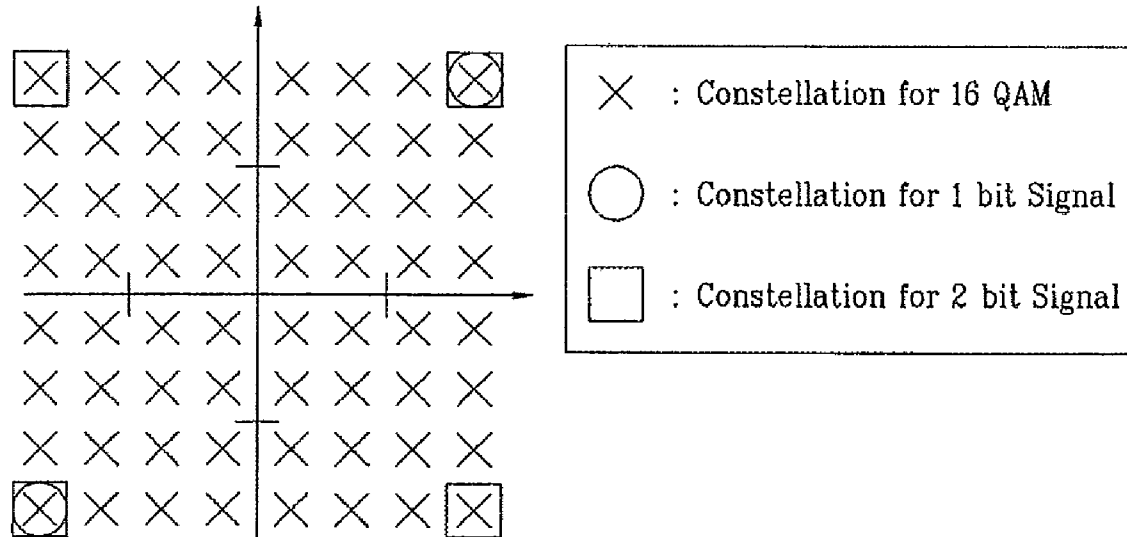 : Constellation for 16 QAM
: Constellation for 1 bit Signal
: Constellation for 2 bit Signal